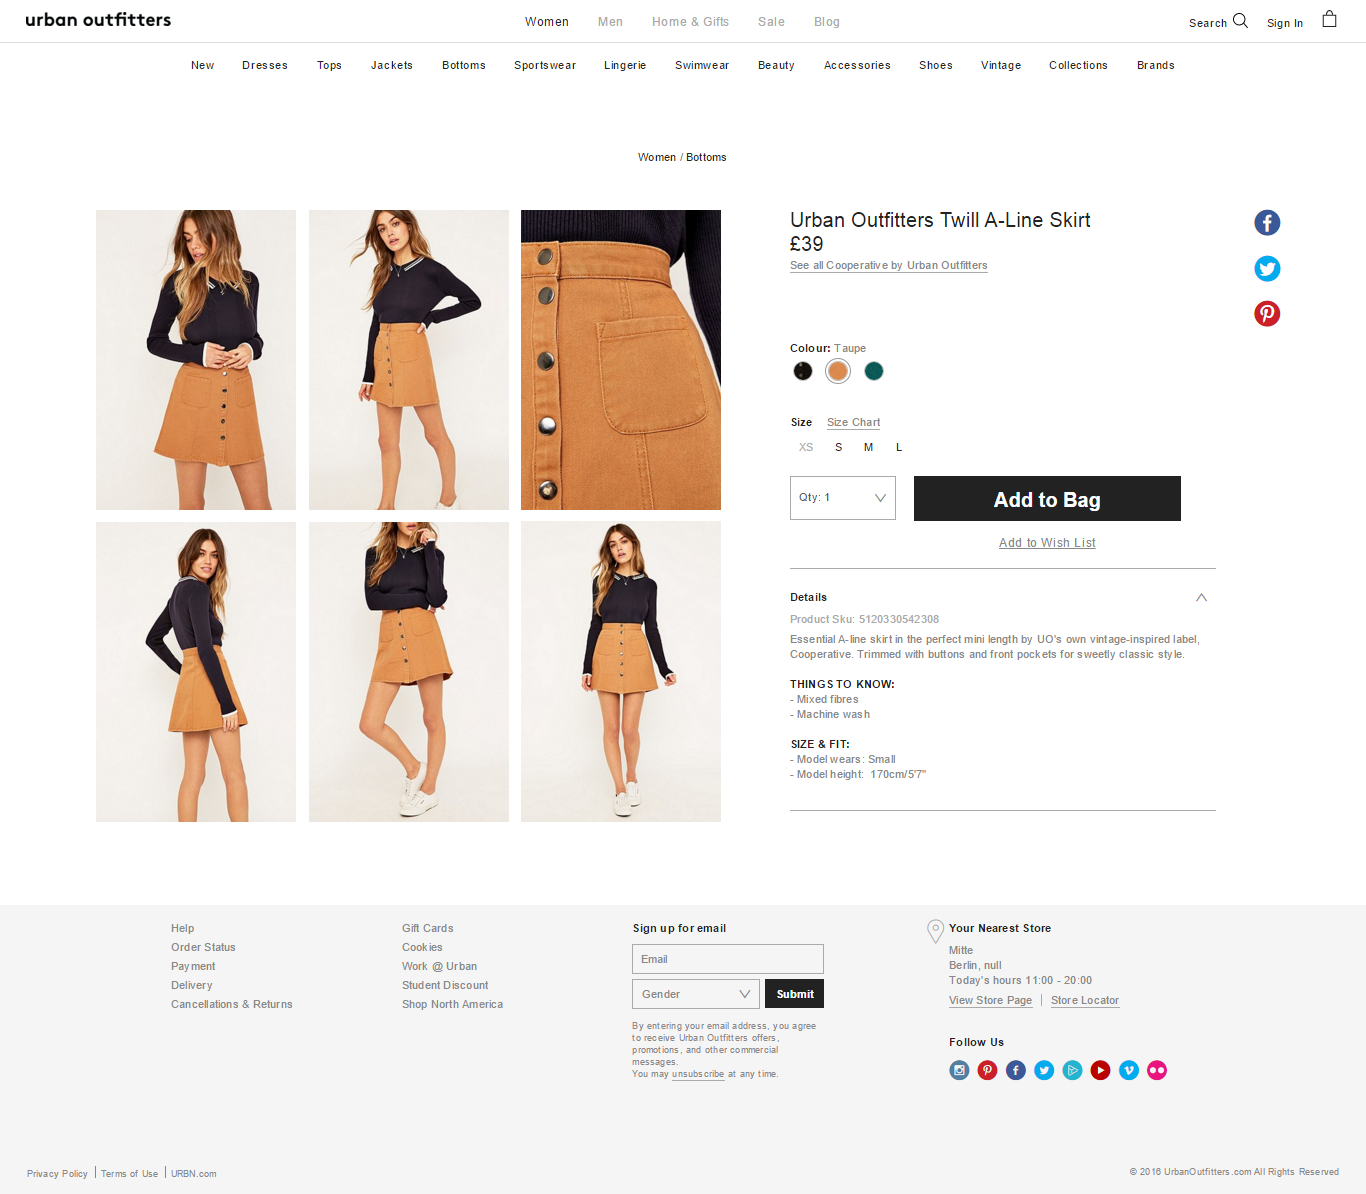 urban outfitters
Women Men Home & Gifts Sale Blog
Search Sign In
New Dresses Tops Jackets Bottoms Sportswear Lingerie Swimwear Beauty Accessories Shoes Vintage Collections Brands
Women / Bottoms
Urban Outfitters Twill A-Line Skirt
£39
See all Cooperative by Urban Outfitters
Colour: Taupe
Size Size Chart
XS S M L
Qty: 1
Add to Bag
Add to Wish List
Details
Product Sku: 5120330542308
Essential A-line skirt in the perfect mini length by UO's own vintage-inspired label,
Cooperative. Trimmed with buttons and front pockets for sweetly classic style.
THINGS TO KNOW:
- Mixed fibres
- Machine wash
SIZE & FIT:
- Model wears: Small
- Model height: 170cm/5'7"
Help
Order Status
Payment
Delivery
Cancellations & Returns
Gift Cards
Cookies
Work @ Urban
Student Discount
Shop North America
Sign up for email
Email
Gender
Submit
By entering your email address, you agree
to receive Urban Outfitters offers,
promotions, and other commercial
messages.
You may unsubscribe at any time.
Your Nearest Store
Mitte
Berlin, null
Today's hours 11:00 - 20:00
View Store Page | Store Locator
Follow Us
Privacy Policy | Terms of Use | URBN.com
© 2016 UrbanOutfitters.com All Rights Reserved